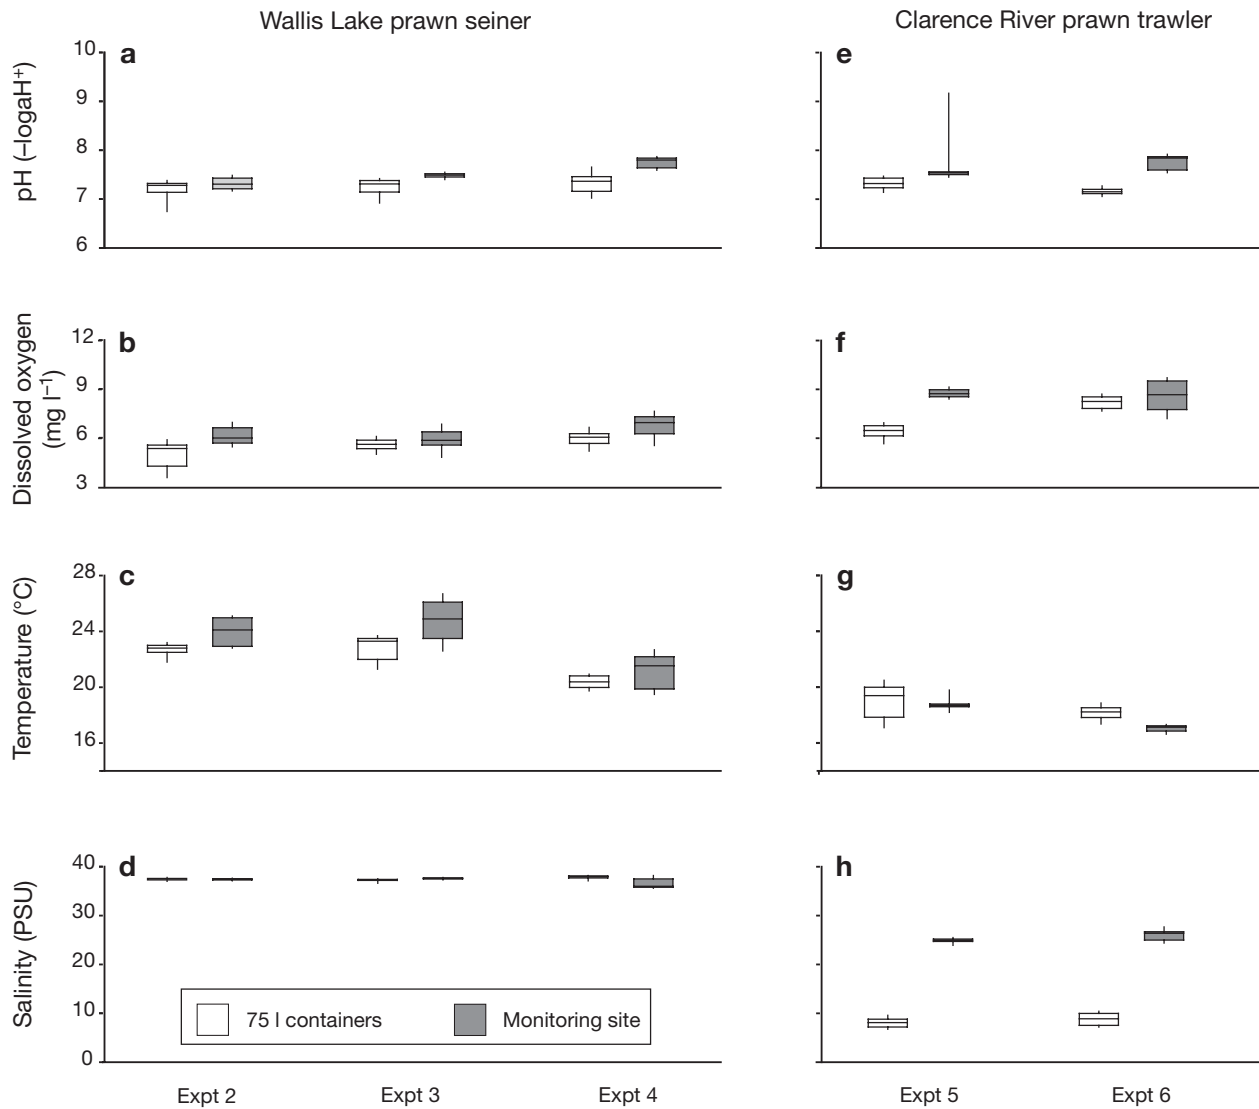 Wallis Lake prawn seiner
Clarence River prawn trawler
pH (–logaH⁺)
10
9
8
7
6
a
e
Dissolved oxygen
(mg l⁻¹)
12
9
6
3
b
f
Temperature (°C)
28
24
20
16
c
g
Salinity (PSU)
40
30
20
10
0
d
h
75 l containers
Monitoring site
Expt 2
Expt 3
Expt 4
Expt 5
Expt 6